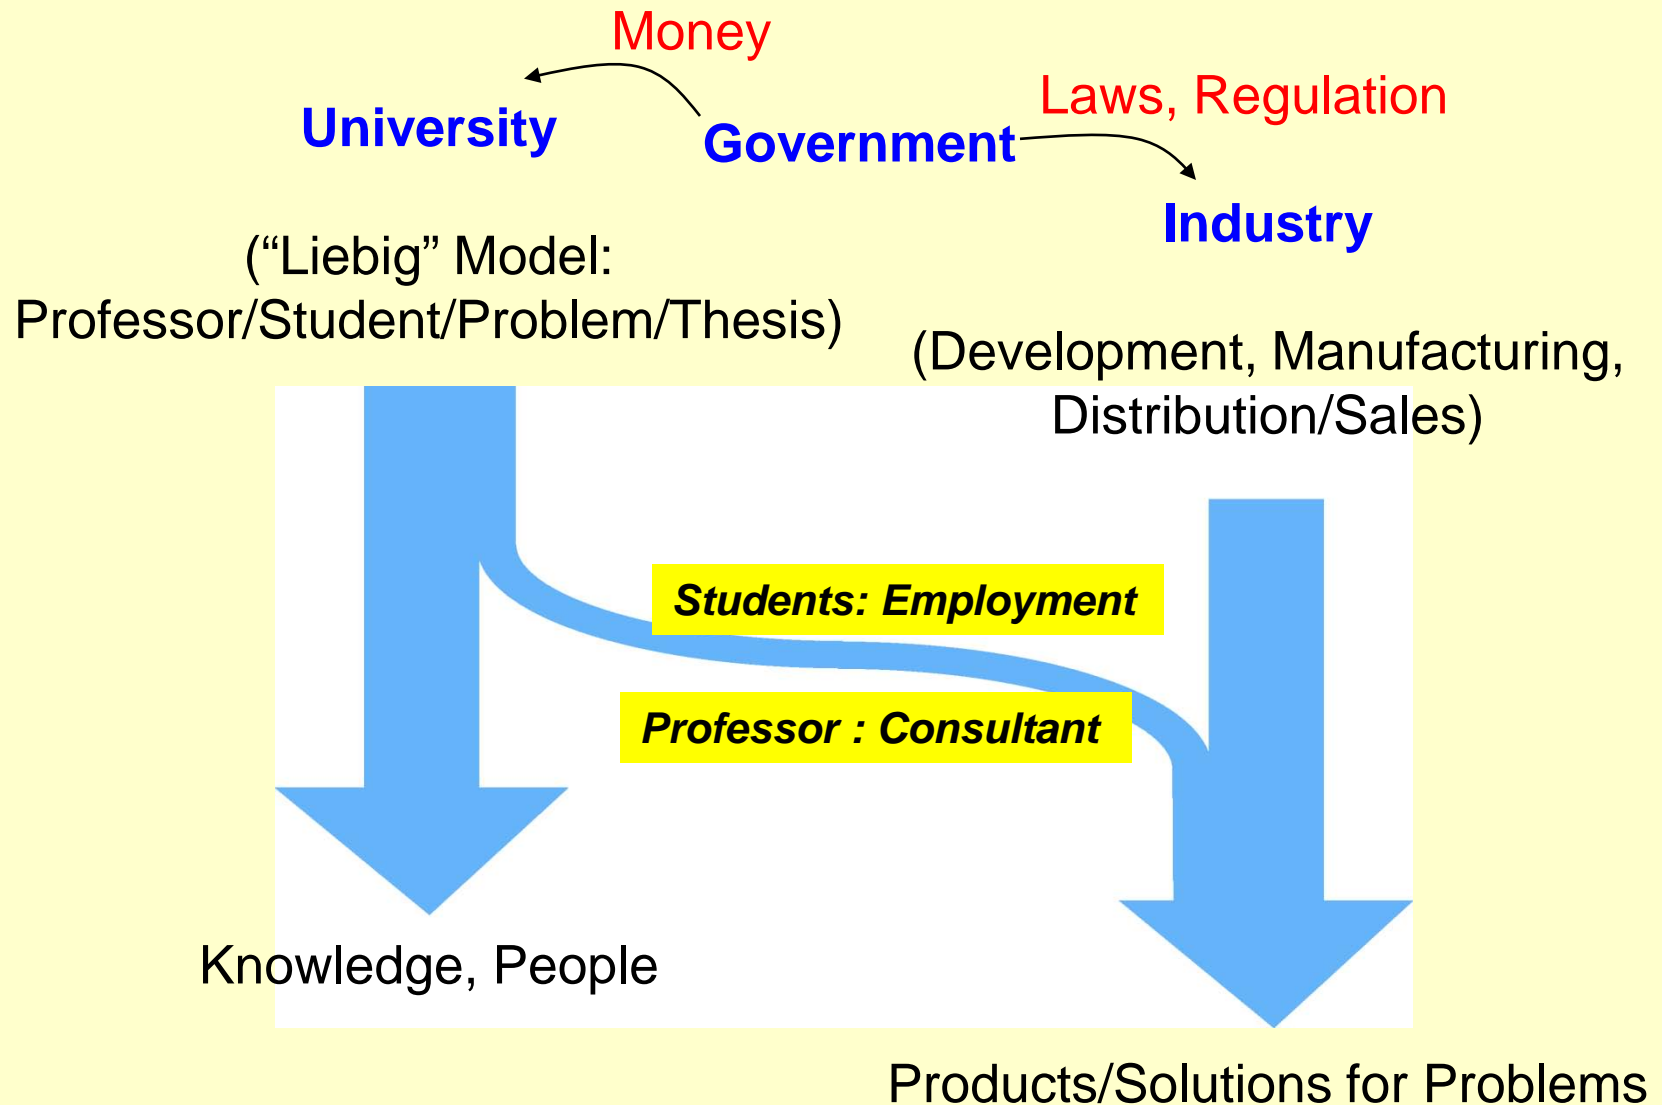 Money
Laws, Regulation
University
Government
Industry
(“Liebig” Model:
Professor/Student/Problem/Thesis)
(Development, Manufacturing,
Distribution/Sales)
Students: Employment
Professor : Consultant
Knowledge, People
Products/Solutions for Problems